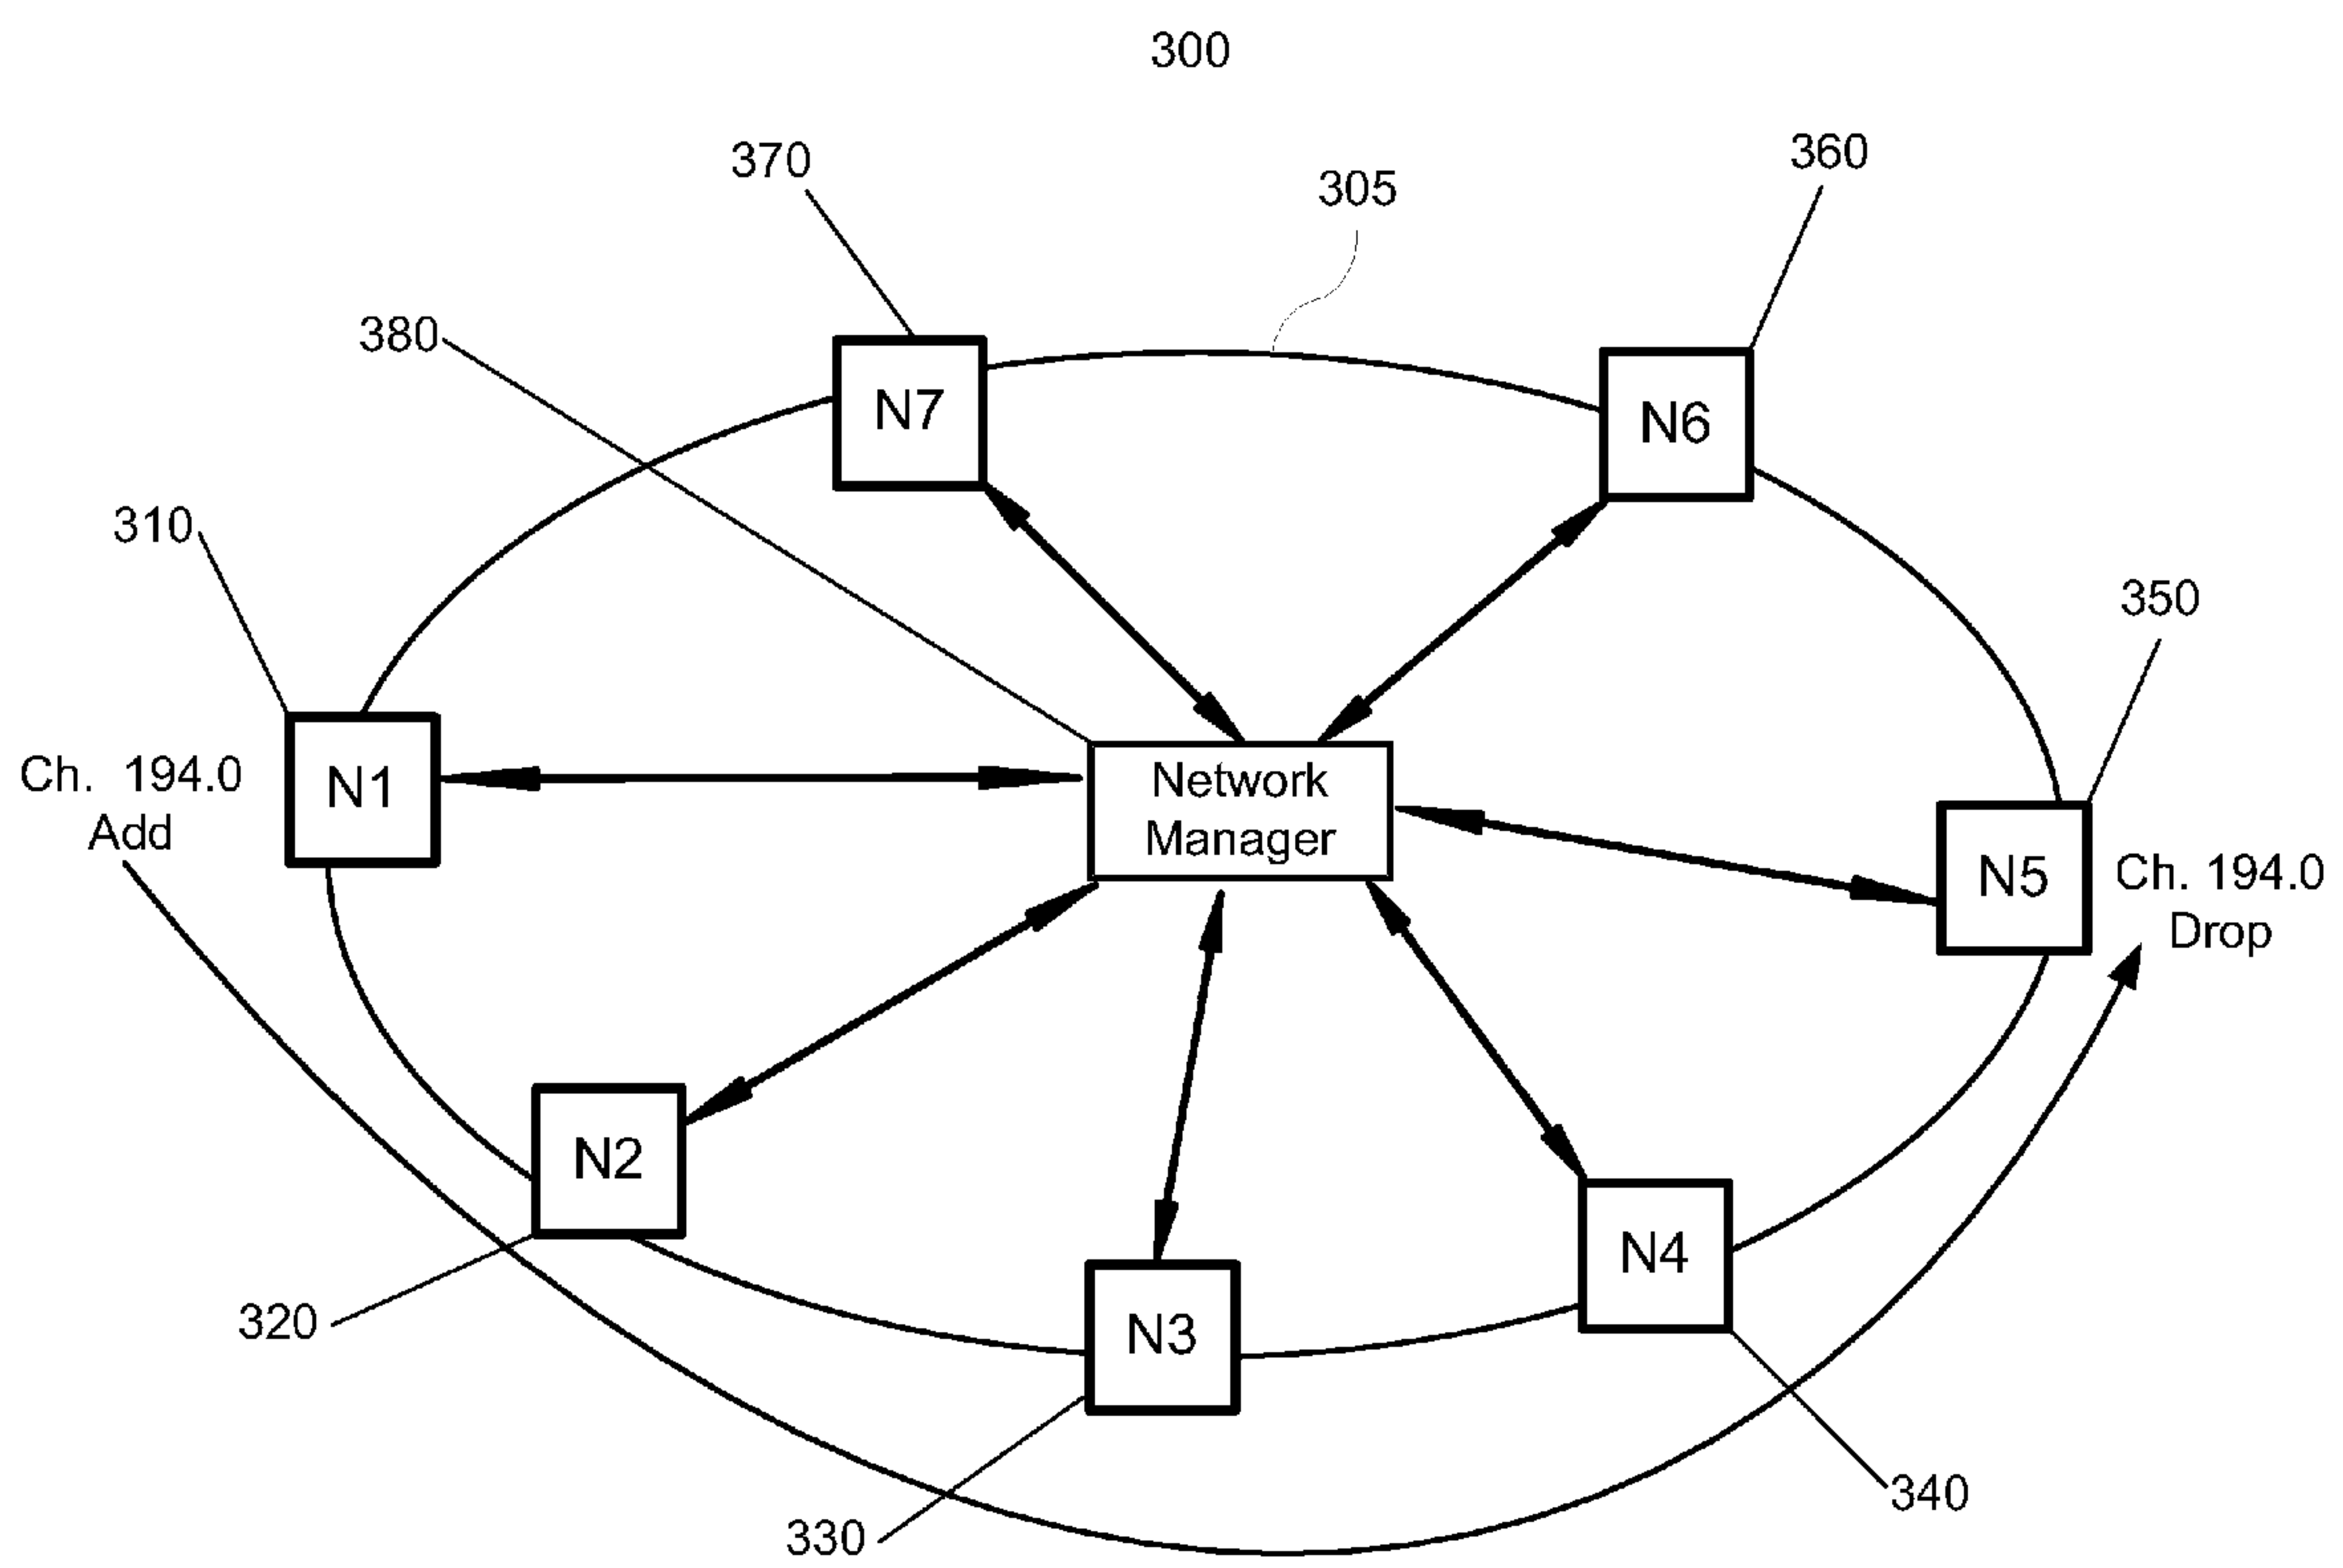 300
370
360
305
380
N7
N6
310
350
Ch. 194.0
Add
N1
Network
Manager
N5
Ch. 194.0
Drop
N2
N4
320
N3
340
330